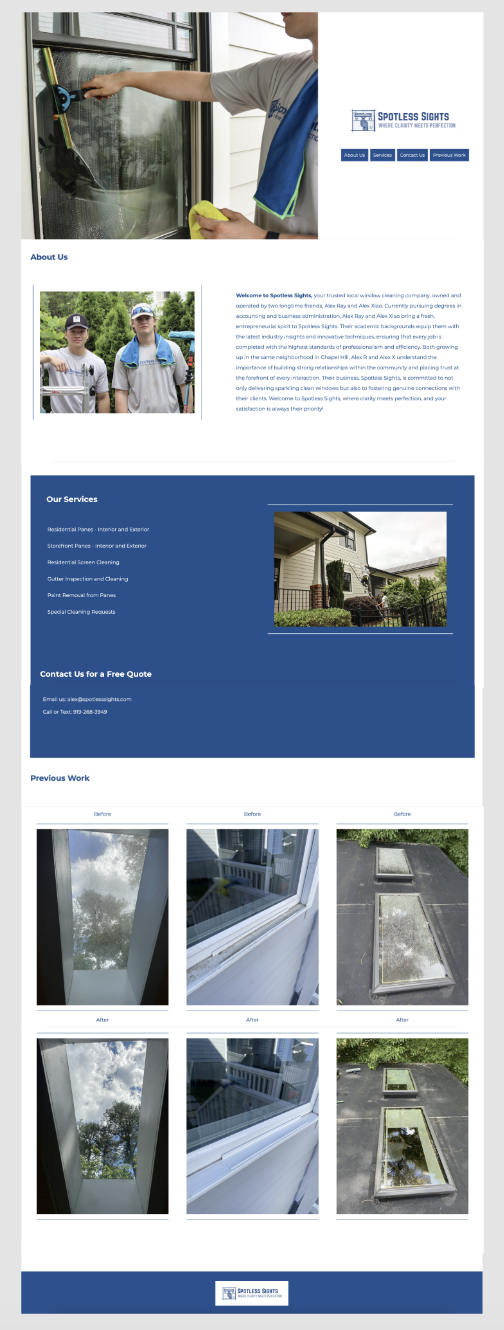 SPOTLESS SIGHTS
WHERE CLARITY MEETS PERFECTION
About Us
Services
Contact Us
Previous Work
About Us
Welcome to Spotless Sights, your trusted local window cleaning company, owned and
operated by two longtime friends, Alex Ray and Alex Xiao. Currently pursuing degrees in
accounting and business administration, Alex Ray and Alex Xiao bring a fresh,
entrepreneurial spirit to Spotless Sights. Their academic backgrounds equip them with
the latest industry insights and innovative techniques, ensuring that every job is
completed with the highest standards of professionalism and efficiency. Both growing
up in the same neighborhood in Chapel Hill, Alex R and Alex X understand the
importance of building strong relationships within the community and placing trust at
the forefront of every interaction. Their business, Spotless Sights, is committed to not
only delivering sparkling clean windows but also to fostering genuine connections with
their clients. Welcome to Spotless Sights, where clarity meets perfection, and your
satisfaction is always their priority!
Our Services
Residential Panes - Interior and Exterior
Storefront Panes - Interior and Exterior
Residential Screen Cleaning
Gutter Inspection and Cleaning
Paint Removal from Panes
Special Cleaning Requests
Contact Us for a Free Quote
Email us: alex@spotlesssights.com
Call or Text: 919-268-3949
Previous Work
Before
Before
Before
After
After
After
SPOTLESS SIGHTS
WHERE CLARITY MEETS PERFECTION